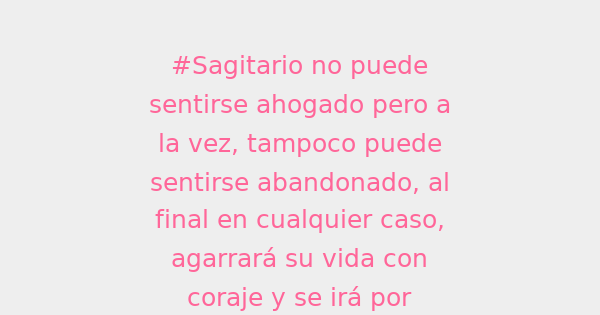 #Sagitario no puede
sentirse ahogado pero a
la vez, tampoco puede
sentirse abandonado, al
final en cualquier caso,
agarrará su vida con
coraje y se irá por